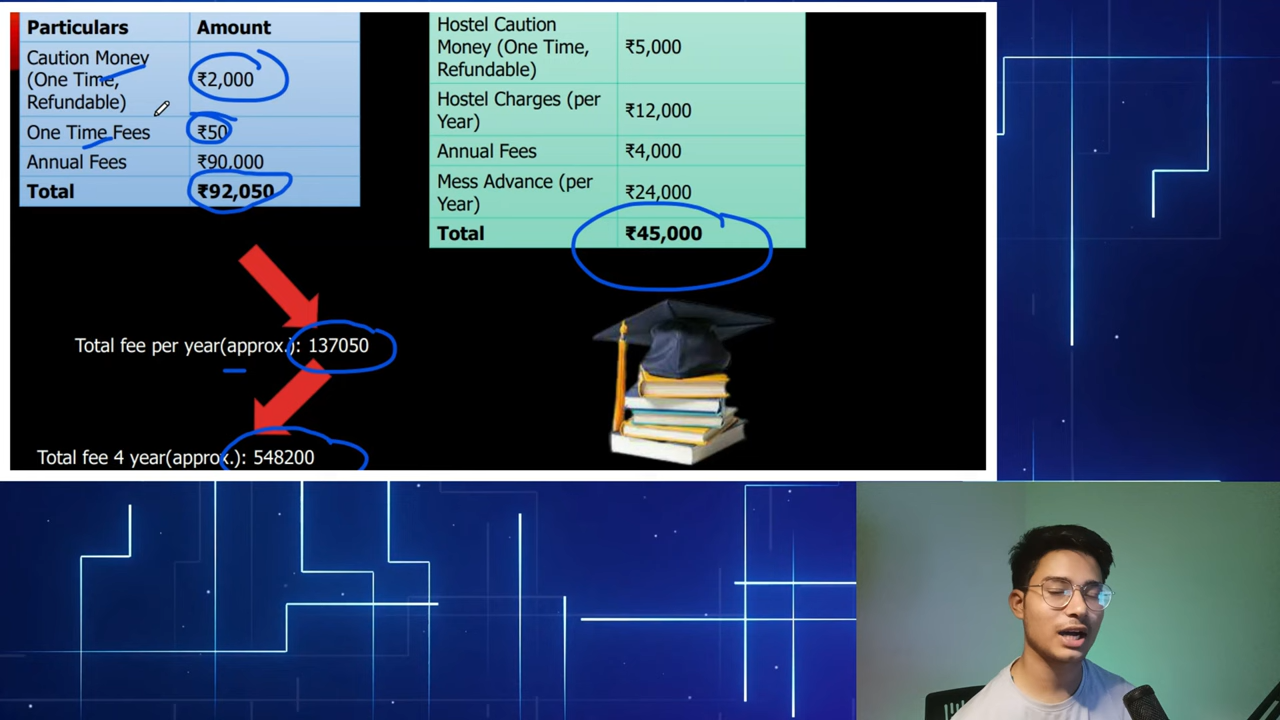 Particulars Amount
Caution Money
(One Time,
Refundable)
₹2,000
One Time Fees ₹50
Annual Fees ₹90,000
Total ₹92,050
Hostel Caution
Money (One Time,
Refundable)
₹5,000
Hostel Charges (per
Year)
₹12,000
Annual Fees ₹4,000
Mess Advance (per
Year)
₹24,000
Total ₹45,000
Total fee per year(approx.): 137050
Total fee 4 year(approx.): 548200